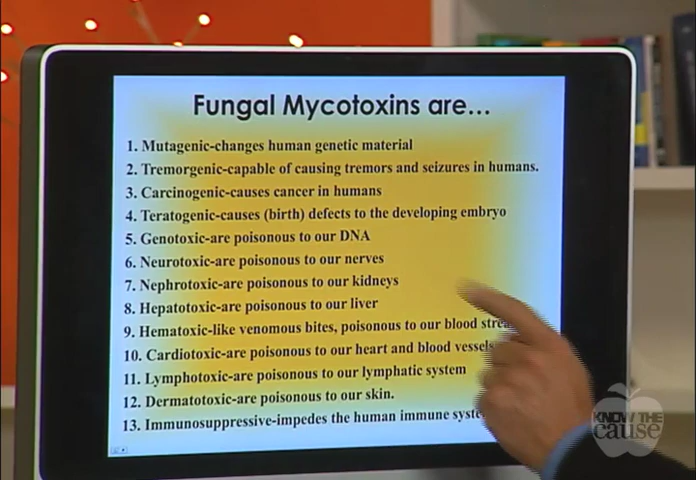 Fungal Mycotoxins are...
1. Mutagenic-changes human genetic material
2. Tremorgenic-capable of causing tremors and seizures in humans.
3. Carcinogenic-causes cancer in humans
4. Teratogenic-causes (birth) defects to the developing embryo
5. Genotoxic-are poisonous to our DNA
6. Neurotoxic-are poisonous to our nerves
7. Nephrotoxic-are poisonous to our kidneys
8. Hepatotoxic-are poisonous to our liver
9. Hematoxic-like venomous bites, poisonous to our blood
10. Cardiotoxic-are poisonous to our heart and blood vessels
11. Lymphotoxic-are poisonous to our lymphatic system
12. Dermatotoxic-are poisonous to our skin.
13. Immunosuppressive-impedes the human immune
KNOW THE
cause